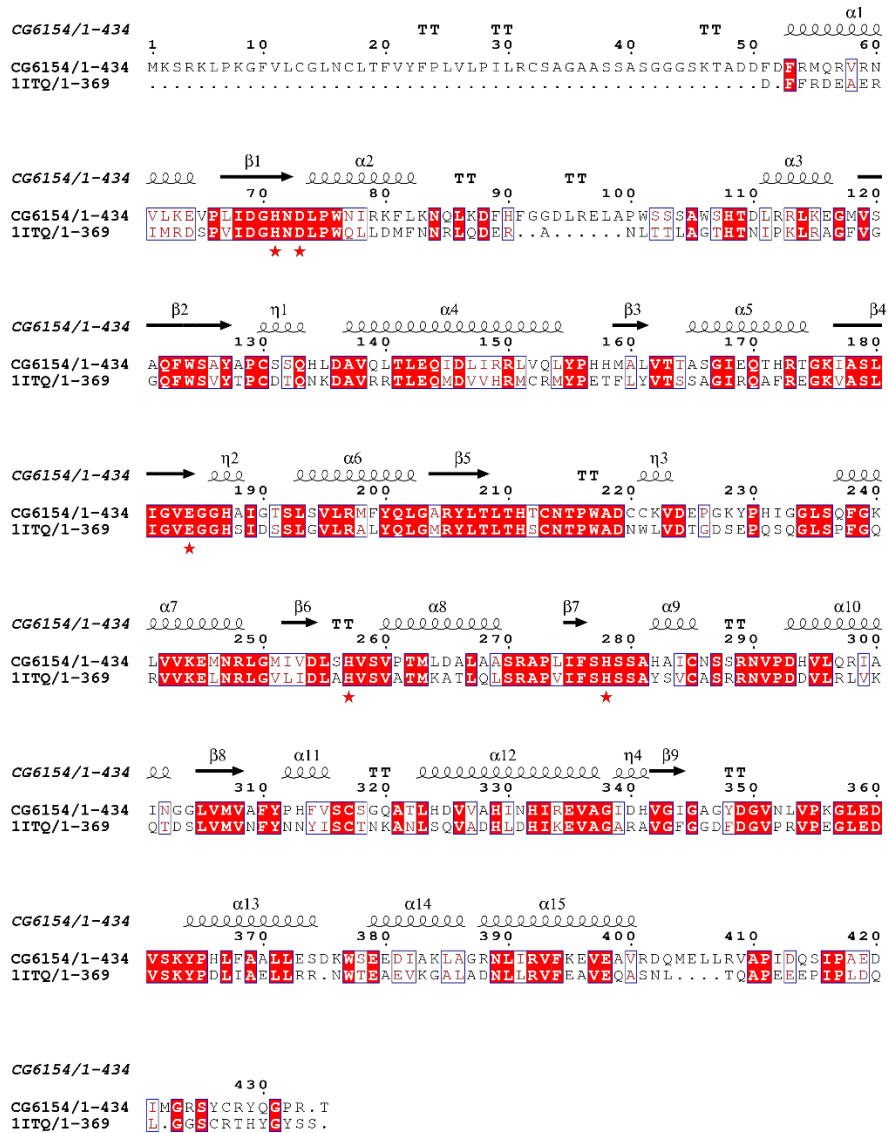 CG6154/1-434 TT TT TT α1
1 10 20 30 40 50 60
CG6154/1-434 MKSRKLPKGFVLCGLNCLTFVYFPLVLPILRCSAGAASSASGGGSKTADDFDFRMQRVRN
1ITQ/1-369 ..................................................D.FFRDEAER
CG6154/1-434 β1 α2 TT TT α3
70 80 90 100 110 120
CG6154/1-434 VLKEVPLIDGHNDLPWNIRKFLKNQLKDFHFGGDLRELAPWSSSAWSHTDLRRLKEGMVS
1ITQ/1-369 IMRDSPVIDGHNDLPWQLLDMFNNRLQDER.A.......NLTTLAGTHTNIPKLRAGFVG
CG6154/1-434 β2 η1 α4 β3 α5 β4
130 140 150 160 170 180
CG6154/1-434 AQFWSAYAPCSSQHLDAVQLTLEQIDLIRRLVQLYPHHMALVTTASGIEQTHRTGKIASL
1ITQ/1-369 GQFWSVYTPCDTQNKDAVRRTLEQMDVVHRMCRMYPETFLYVTSSAGIRQAFREGKVASL
CG6154/1-434 η2 α6 β5 TT η3
190 200 210 220 230 240
CG6154/1-434 IGVEGGHAIGTSLSVLRMFYQLGARYLTLTHTCNTPWADCCKVDEPGKYPHIGGLSQFGK
1ITQ/1-369 IGVEGGHSIDSSLGVLRALYQLGMRYLTLTHSCNTPWADNWLVDTGDSEPQSQGLSPFGQ
CG6154/1-434 α7 β6 TT α8 β7 α9 TT α10
250 260 270 280 290 300
CG6154/1-434 LVVKEMNRLGMIVDLSHVSVPTMLDALAASRAPLIFSHSSAHAICNSSRNVPDHVLQRIA
1ITQ/1-369 RVVKELNRLGVLIDLAHVSVATMKATLQLSRAPVIFSHSSAYSVCASRRNVPDDVLRLVK
CG6154/1-434 β8 α11 TT α12 η4 β9 TT
310 320 330 340 350 360
CG6154/1-434 INGGLVMVAFYPHFVSCSGQATLHDVVAHINHIREVAGIDHVGIGAGYDGVNLVPKGLED
1ITQ/1-369 QTDSLVMVNFYNNYISCTNKANLSQVADHLDHIKEVAGARAVGFGGDFDGVPRVPEGLED
CG6154/1-434 α13 α14 α15
370 380 390 400 410 420
CG6154/1-434 VSKYPHLFAALLESDKWSEEDIAKLAGRNLIRVFKEVEAVRDQMELLRVAPIDQSIPAED
1ITQ/1-369 VSKYPDLIAELLRR.NWTEAEVKGALADNLLRVFEAVEQASNL....TQAPEEEPIPLDQ
CG6154/1-434
430
CG6154/1-434 IMGRSYCRYQGPR.T
1ITQ/1-369 L.GGSCRTHYGYSS.